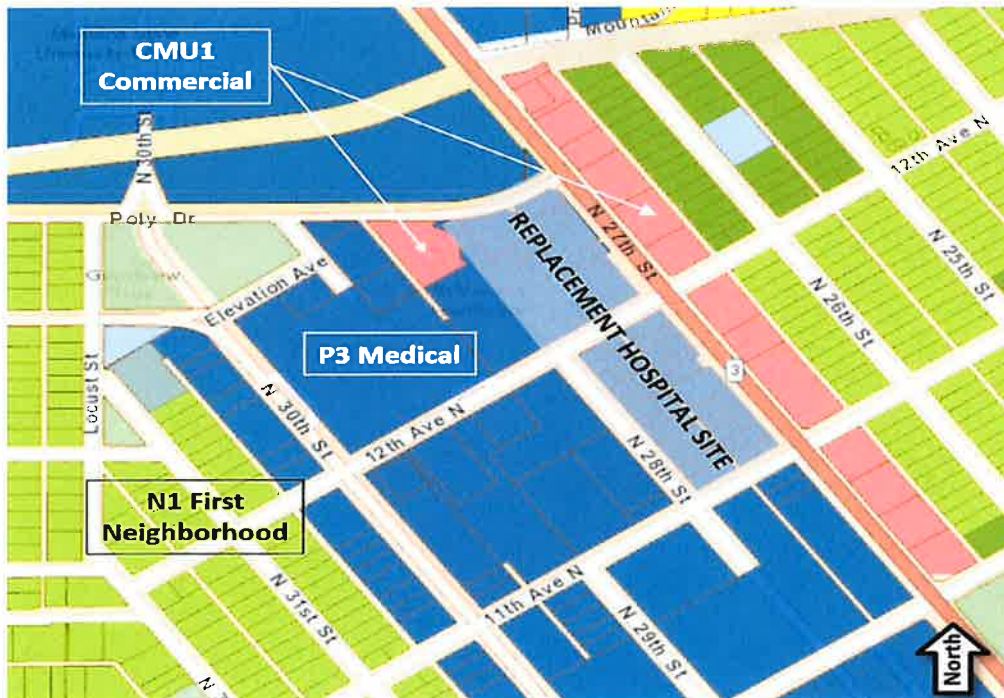 Mountain
CMU1
Commercial
N 30th St
12th Ave N
Poly Dr
N 27th St
REPLACEMENT HOSPITAL SITE
N 25th St
Elevation Ave
N 26th St
P3 Medical
3
Locust St
N 30th St
12th Ave N
N 28th St
N1 First
Neighborhood
11th Ave N
N 31st St
N 29th St
North